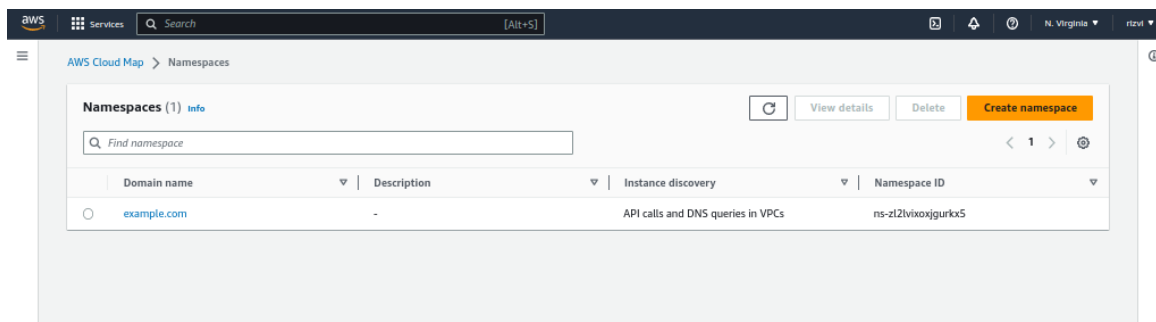 aws Services Search [Alt+S] N. Virginia rizvi
AWS Cloud Map > Namespaces
Namespaces (1) Info View details Delete Create namespace
Find namespace < 1 >
Domain name Description Instance discovery Namespace ID
example.com - API calls and DNS queries in VPCs ns-zl2lvixoxjgurkx5